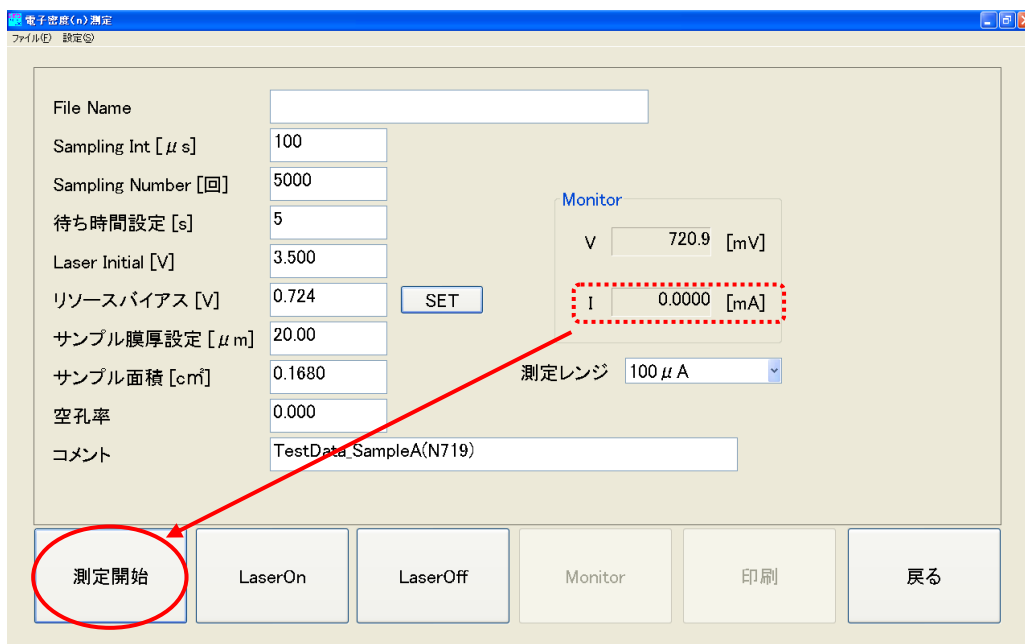 電子密度(n)測定
ファイル(F) 設定(S)
File Name
Sampling Int [μs] 100
Sampling Number [回] 5000
待ち時間設定 [s] 5
Laser Initial [V] 3.500
リソースバイアス [V] 0.724 SET
サンプル膜厚設定 [μm] 20.00
サンプル面積 [c㎡] 0.1680
空孔率 0.000
コメント TestData_SampleA(N719)
Monitor
V 720.9 [mV]
I 0.0000 [mA]
測定レンジ 100μA
測定開始 LaserOn LaserOff Monitor 印刷 戻る